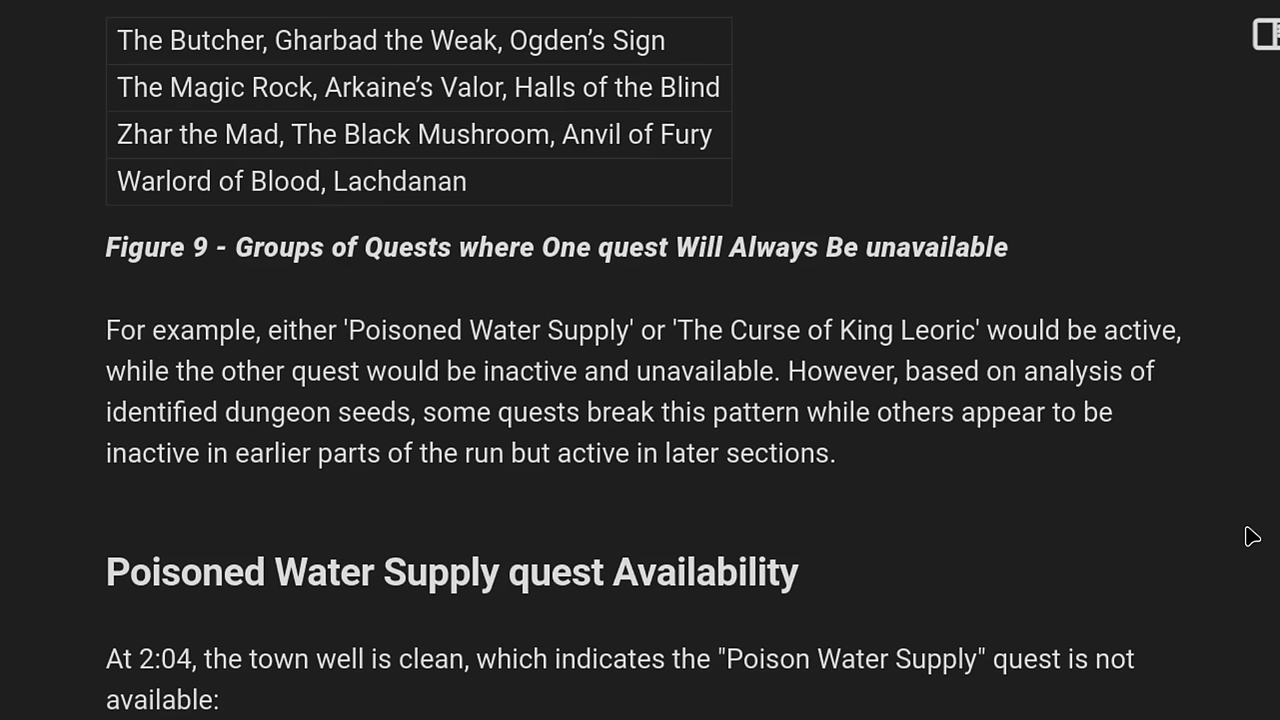 The Butcher, Gharbad the Weak, Ogden’s Sign
The Magic Rock, Arkaine’s Valor, Halls of the Blind
Zhar the Mad, The Black Mushroom, Anvil of Fury
Warlord of Blood, Lachdanan
Figure 9 - Groups of Quests where One quest Will Always Be unavailable
For example, either 'Poisoned Water Supply' or 'The Curse of King Leoric' would be active,
while the other quest would be inactive and unavailable. However, based on analysis of
identified dungeon seeds, some quests break this pattern while others appear to be
inactive in earlier parts of the run but active in later sections.
Poisoned Water Supply quest Availability
At 2:04, the town well is clean, which indicates the "Poison Water Supply" quest is not
available: